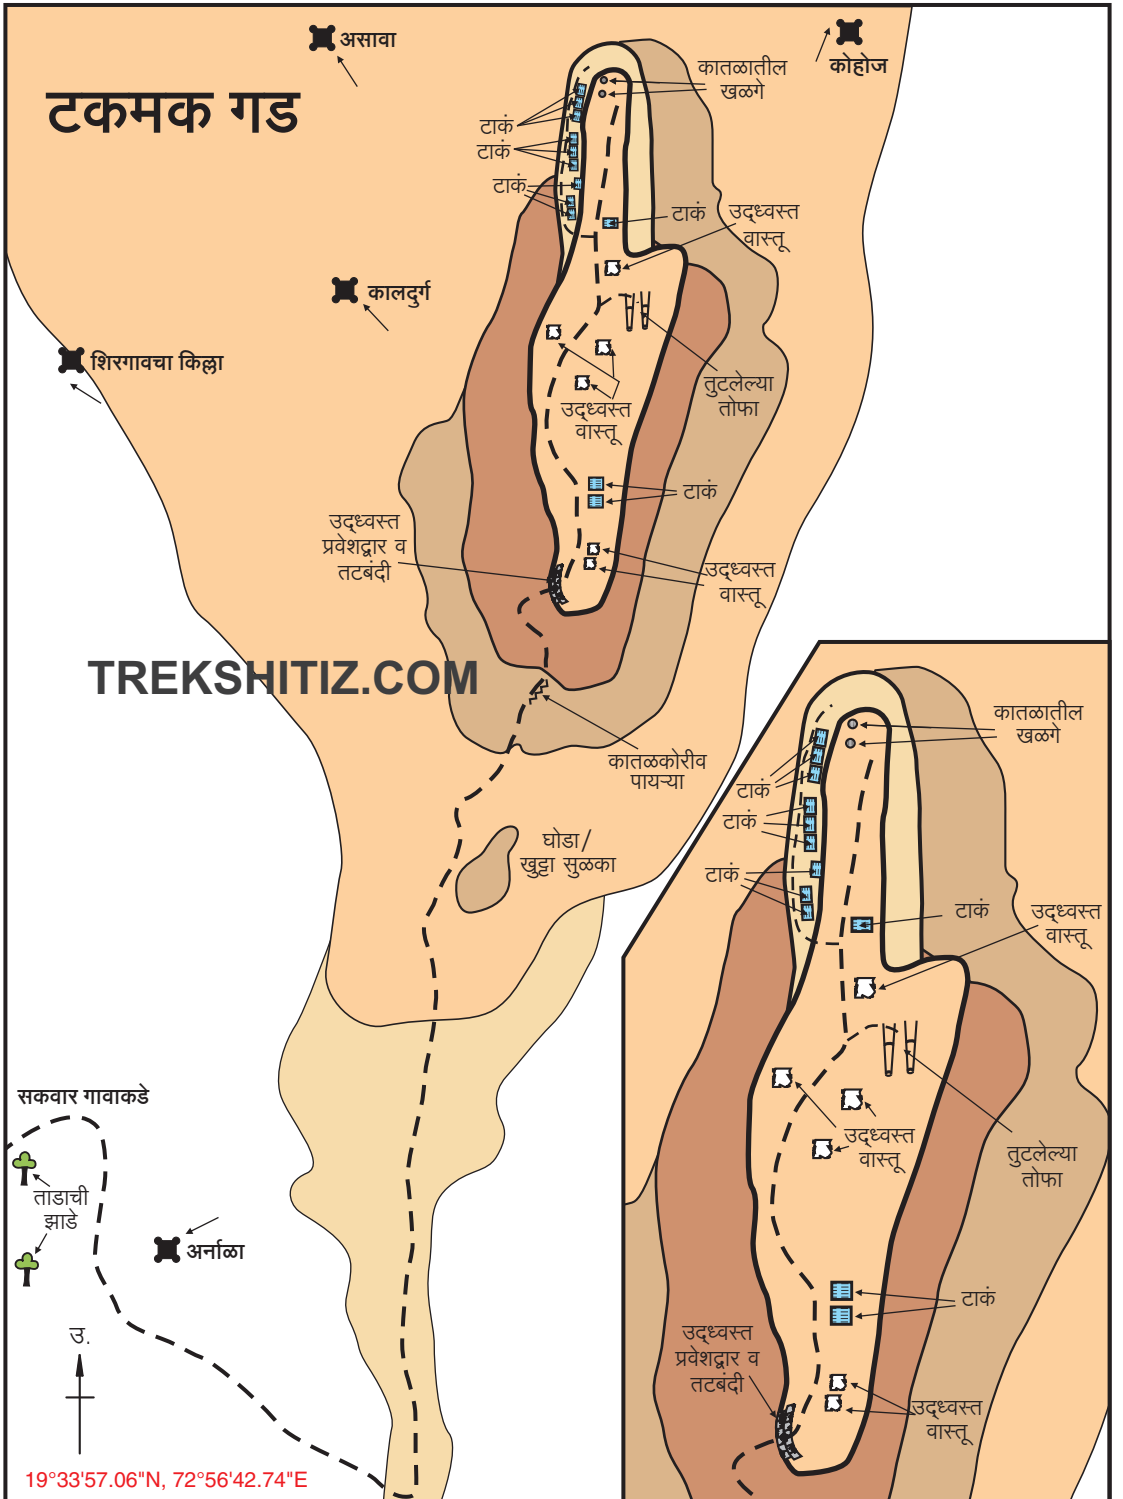 असावा
कोहोज
टकमक गड
कातळातील
खळगे
टाकं
टाकं
टाकं
टाकं
उद्ध्वस्त
वास्तू
कालदुर्ग
शिरगावचा किल्ला
तुटलेल्या
तोफा
उद्ध्वस्त
वास्तू
टाकं
उद्ध्वस्त
प्रवेशद्वार व
तटबंदी
उद्ध्वस्त
वास्तू
TREKSHITIZ.COM
कातळकोरीव
पायऱ्या
घोडा/
खुट्टा सुळका
सकवार गावाकडे
ताडाची
झाडे
अर्नाळा
उ.
19°33'57.06"N, 72°56'42.74"E
कातळातील
खळगे
टाकं
टाकं
टाकं
टाकं
उद्ध्वस्त
वास्तू
उद्ध्वस्त
वास्तू
तुटलेल्या
तोफा
टाकं
उद्ध्वस्त
प्रवेशद्वार व
तटबंदी
उद्ध्वस्त
वास्तू